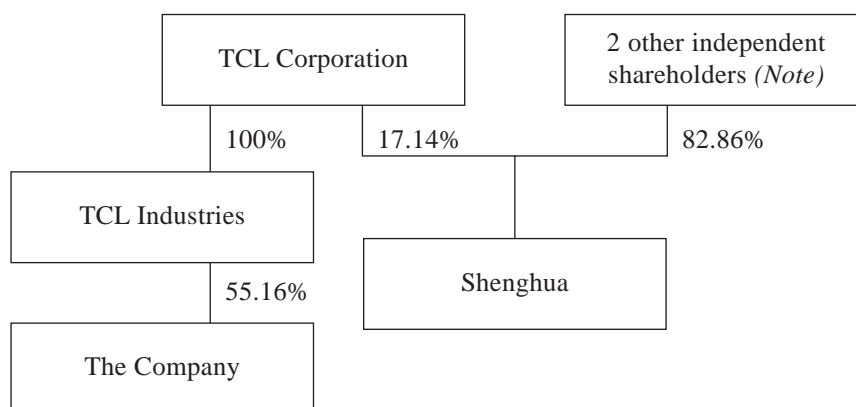 TCL Corporation
2 other independent
shareholders (Note)
100%
17.14%
82.86%
TCL Industries
Shenghua
55.16%
The Company